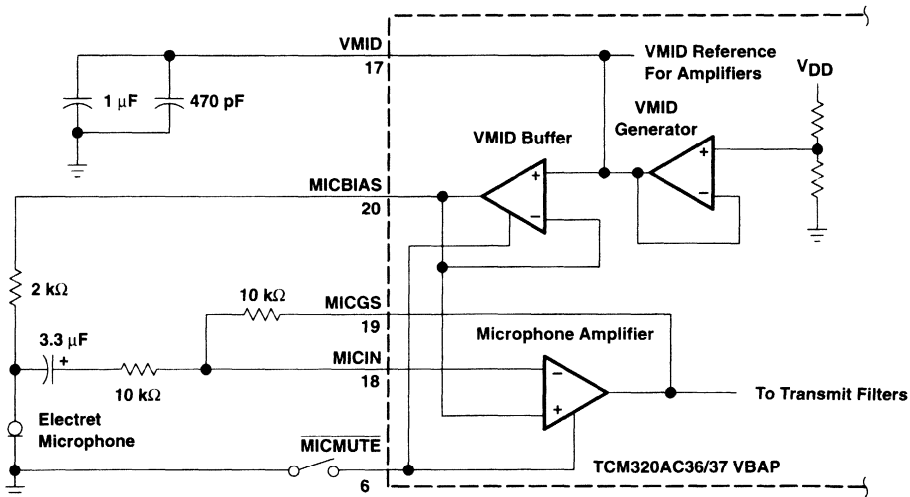 VMID
17
VMID Reference
For Amplifiers
VDD
1 μF
470 pF
VMID
Generator
VMID Buffer
+
−
+
−
MICBIAS
20
2 kΩ
10 kΩ
MICGS
19
Microphone Amplifier
3.3 μF
+
MICIN
18
10 kΩ
−
+
To Transmit Filters
Electret
Microphone
MICMUTE
6
TCM320AC36/37 VBAP